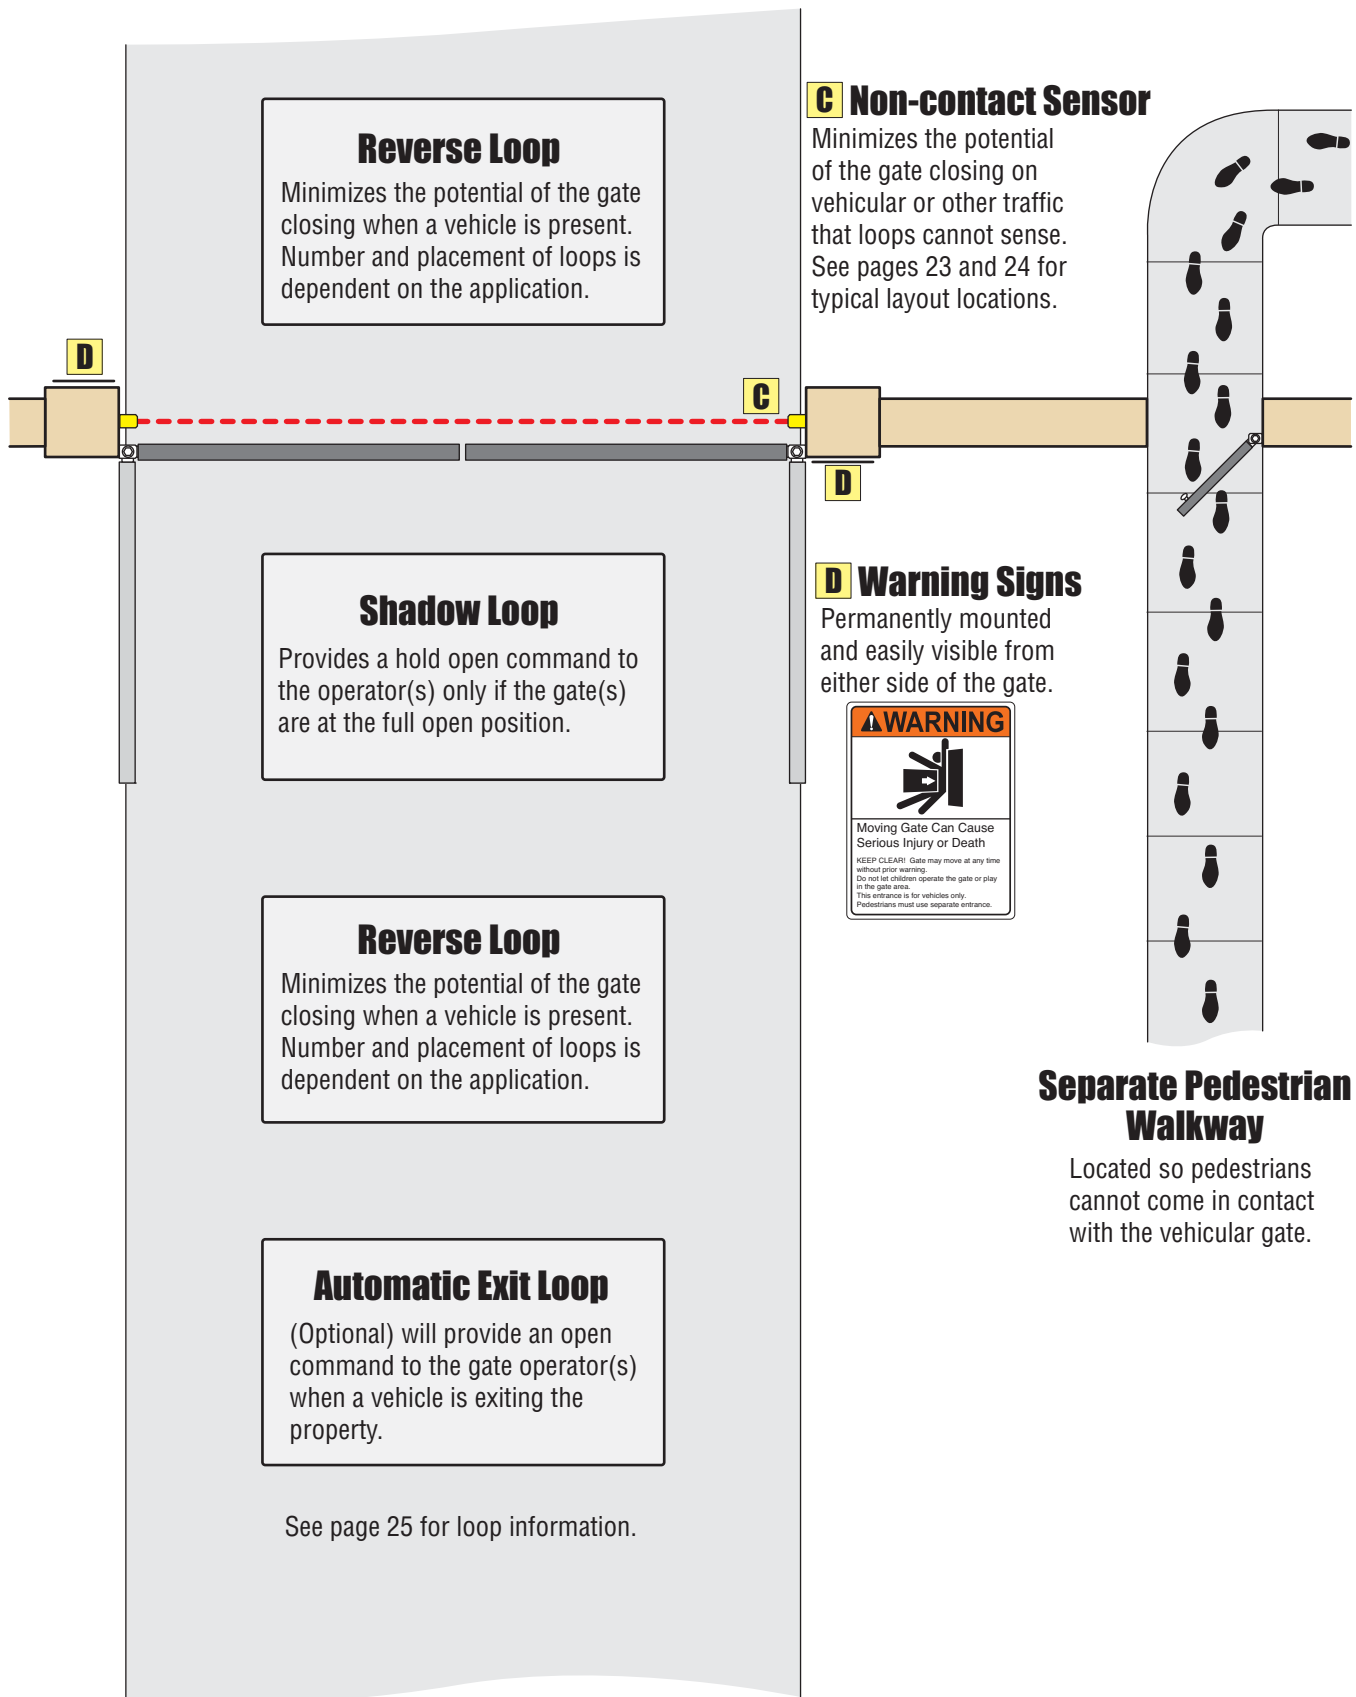 Reverse Loop
Minimizes the potential of the gate
closing when a vehicle is present.
Number and placement of loops is
dependent on the application.
C Non-contact Sensor
Minimizes the potential
of the gate closing on
vehicular or other traffic
that loops cannot sense.
See pages 23 and 24 for
typical layout locations.
D
C
D
Shadow Loop
Provides a hold open command to
the operator(s) only if the gate(s)
are at the full open position.
D Warning Signs
Permanently mounted
and easily visible from
either side of the gate.
WARNING
Moving Gate Can Cause
Serious Injury or Death
KEEP CLEAR! Gate may move at any time
without prior warning.
Do not let children operate the gate or play
in the gate area.
This entrance is for vehicles only.
Pedestrians must use separate entrance.
Reverse Loop
Minimizes the potential of the gate
closing when a vehicle is present.
Number and placement of loops is
dependent on the application.
Separate Pedestrian
Walkway
Located so pedestrians
cannot come in contact
with the vehicular gate.
Automatic Exit Loop
(Optional) will provide an open
command to the gate operator(s)
when a vehicle is exiting the
property.
See page 25 for loop information.